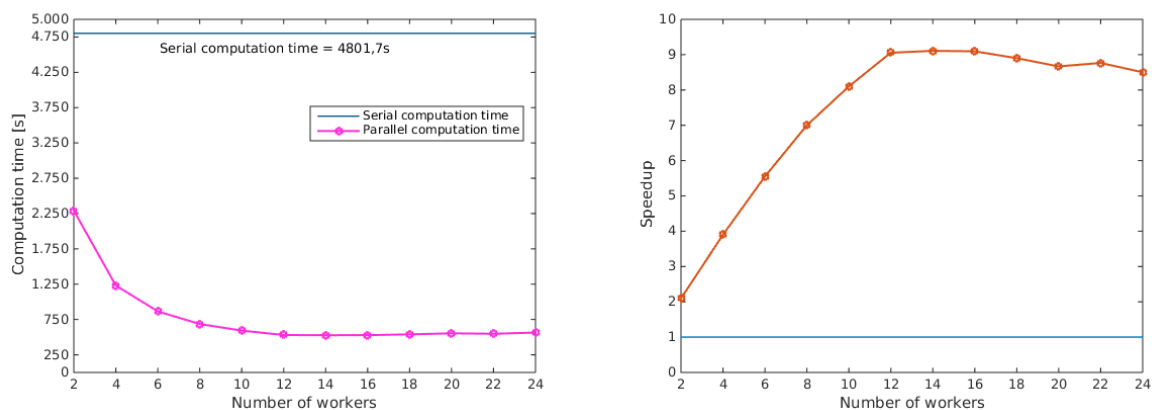 5.000
4.750
4.250
3.750
3.250
2.750
2.250
1.750
1.250
750
250
0
Computation time [s]
Serial computation time = 4801,7s
Serial computation time
Parallel computation time
2 4 6 8 10 12 14 16 18 20 22 24
Number of workers
10
9
8
7
6
5
4
3
2
1
0
Speedup
2 4 6 8 10 12 14 16 18 20 22 24
Number of workers